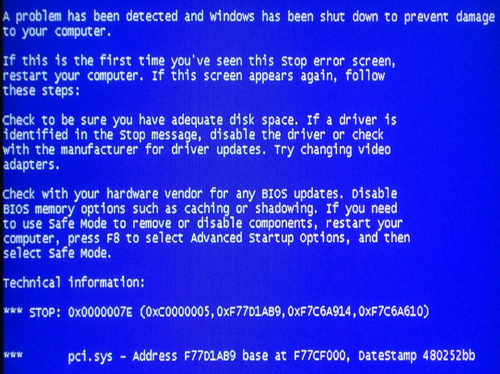 A problem has been detected and windows has been shut down to prevent damage
to your computer.
If this is the first time you've seen this Stop error screen,
restart your computer. If this screen appears again, follow
these steps:
Check to be sure you have adequate disk space. If a driver is
identified in the Stop message, disable the driver or check
with the manufacturer for driver updates. Try changing video
adapters.
Check with your hardware vendor for any BIOS updates. Disable
BIOS memory options such as caching or shadowing. If you need
to use Safe Mode to remove or disable components, restart your
computer, press F8 to select Advanced Startup Options, and then
select Safe Mode.
Technical information:
*** STOP: 0x0000007E (0xC0000005,0xF77D1AB9,0xF7C6A914,0xF7C6A610)
*** pci.sys - Address F77D1AB9 base at F77CF000, DateStamp 480252bb